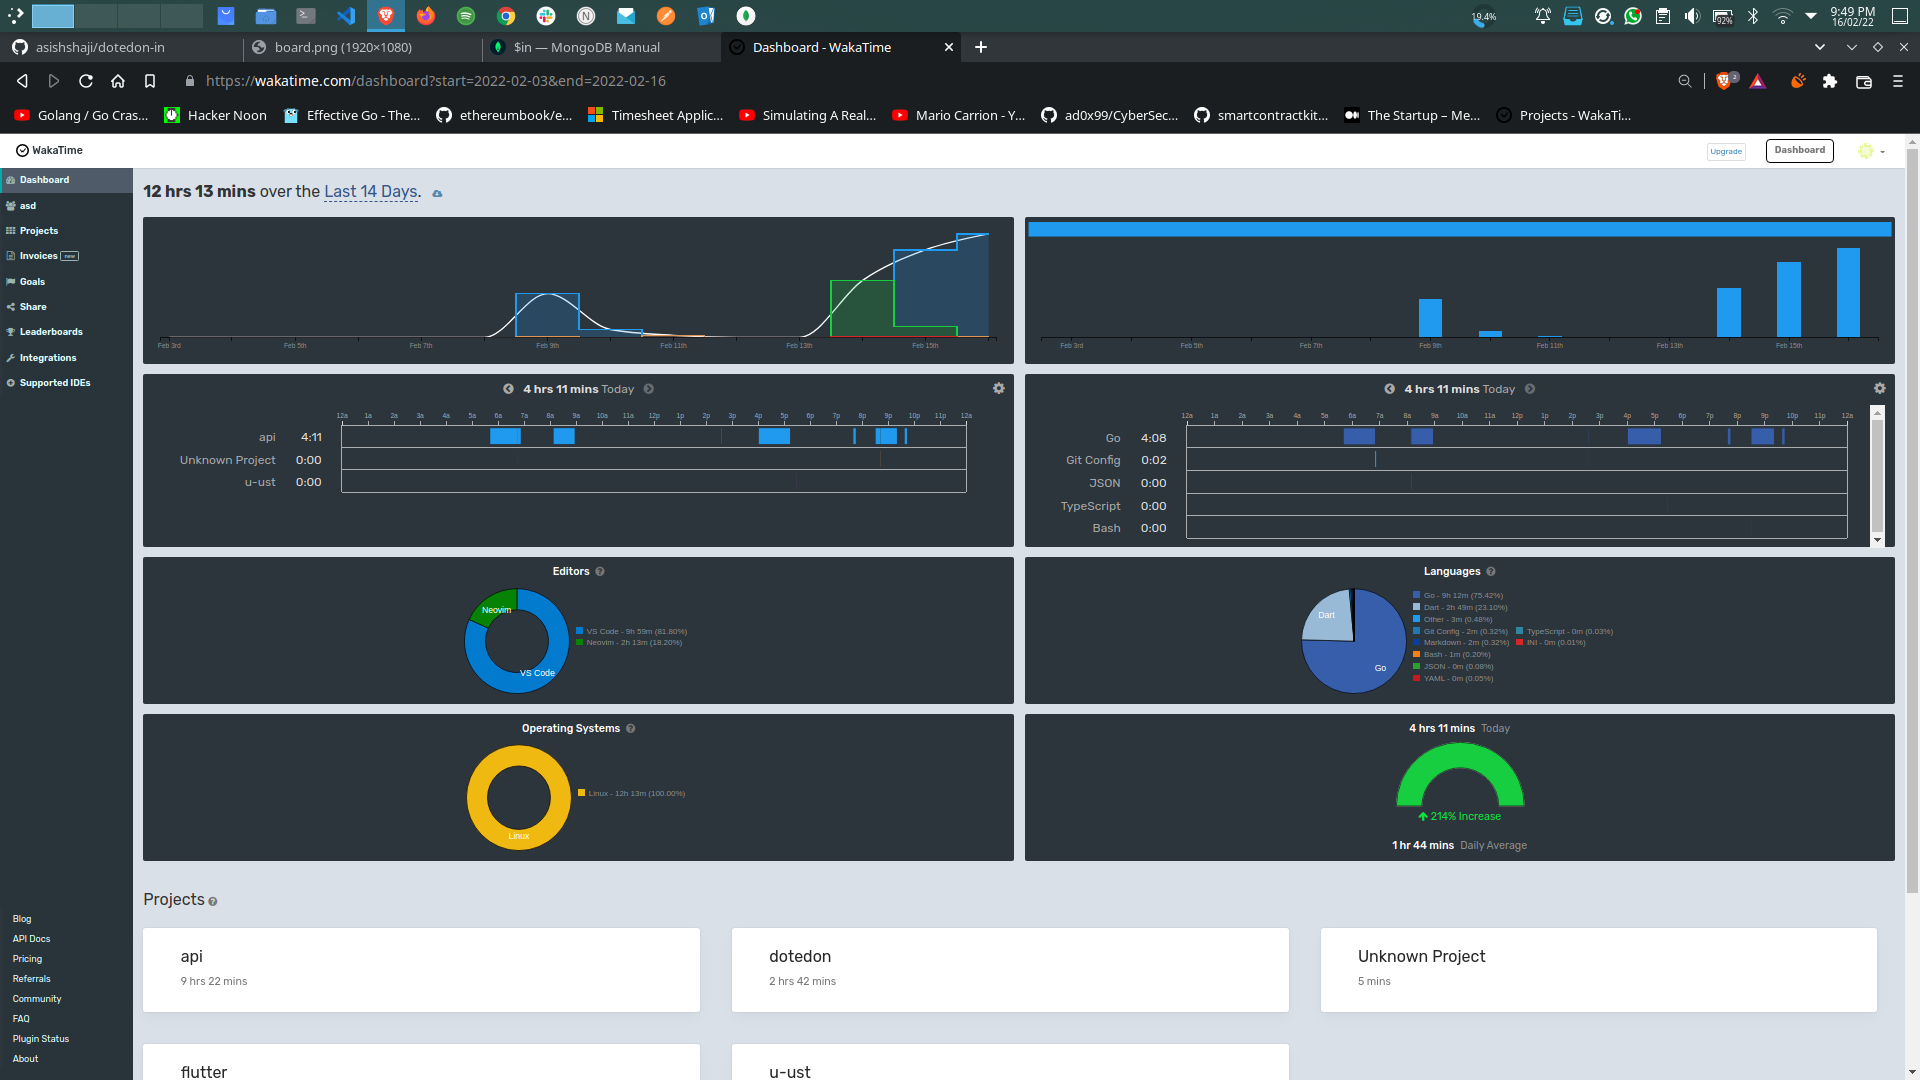 19.4%
92%
9:49 PM
16/02/22
asishshaji/dotedon-in
board.png (1920×1080)
$in — MongoDB Manual
Dashboard - WakaTime
https://wakatime.com/dashboard?start=2022-02-03&end=2022-02-16
2
Golang / Go Cras...
Hacker Noon
Effective Go - The...
ethereumbook/e...
Timesheet Applic...
Simulating A Real...
Mario Carrion - Y...
ad0x99/CyberSec...
smartcontractkit...
The Startup – Me...
Projects - WakaTi...
WakaTime
Upgrade
Dashboard
Dashboard
asd
Projects
Invoices new
Goals
Share
Leaderboards
Integrations
Supported IDEs
12 hrs 13 mins over the Last 14 Days.
Feb 3rd Feb 5th Feb 7th Feb 9th Feb 11th Feb 13th Feb 15th
Feb 3rd Feb 5th Feb 7th Feb 9th Feb 11th Feb 13th Feb 15th
4 hrs 11 mins Today
12a 1a 2a 3a 4a 5a 6a 7a 8a 9a 10a 11a 12p 1p 2p 3p 4p 5p 6p 7p 8p 9p 10p 11p 12a
api 4:11
Unknown Project 0:00
u-ust 0:00
4 hrs 11 mins Today
12a 1a 2a 3a 4a 5a 6a 7a 8a 9a 10a 11a 12p 1p 2p 3p 4p 5p 6p 7p 8p 9p 10p 11p 12a
Go 4:08
Git Config 0:02
JSON 0:00
TypeScript 0:00
Bash 0:00
Editors
Neovim
VS Code
VS Code - 9h 59m (81.80%)
Neovim - 2h 13m (18.20%)
Languages
Dart
Go
Go - 9h 12m (75.42%)
Dart - 2h 49m (23.10%)
Other - 3m (0.48%)
Git Config - 2m (0.32%) TypeScript - 0m (0.03%)
Markdown - 2m (0.32%) INI - 0m (0.01%)
Bash - 1m (0.20%)
JSON - 0m (0.08%)
YAML - 0m (0.05%)
Operating Systems
Linux
Linux - 12h 13m (100.00%)
4 hrs 11 mins Today
214% Increase
1 hr 44 mins Daily Average
Projects
api
9 hrs 22 mins
dotedon
2 hrs 42 mins
Unknown Project
5 mins
flutter
u-ust
Blog
API Docs
Pricing
Referrals
Community
FAQ
Plugin Status
About